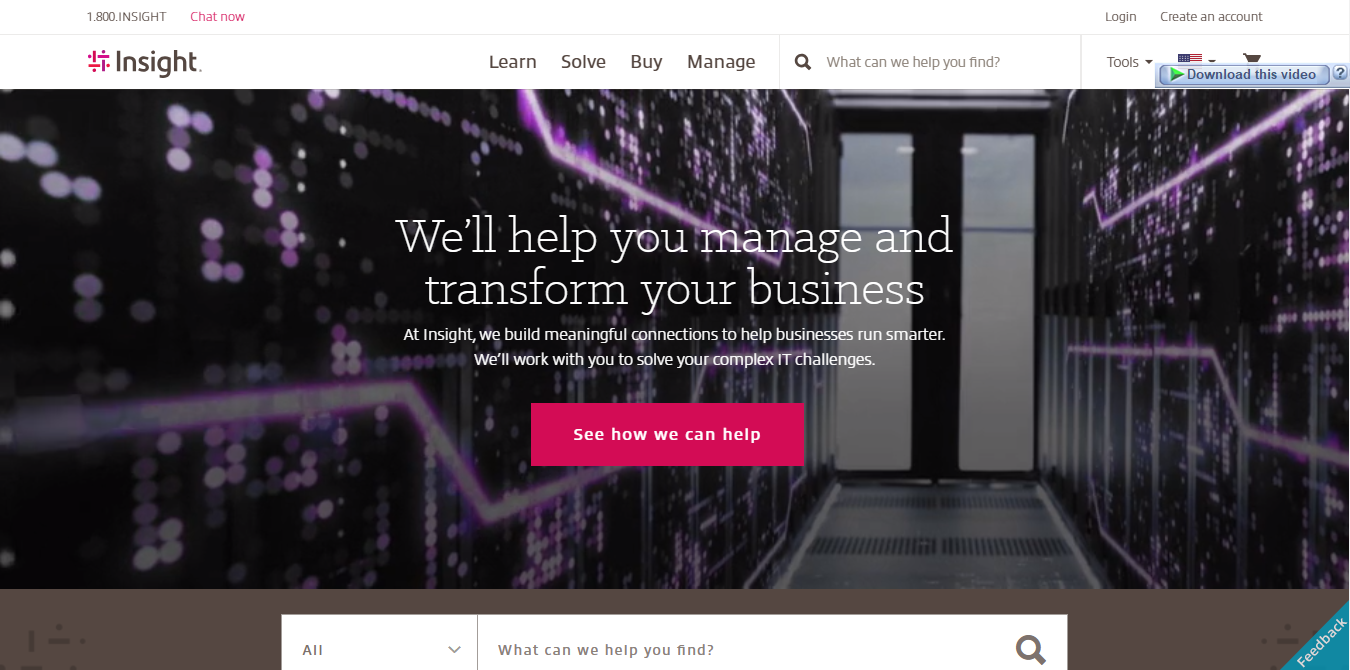 1.800.INSIGHT Chat now Login Create an account
Insight. Learn Solve Buy Manage What can we help you find? Tools
Download this video ?
We'll help you manage and
transform your business
At Insight, we build meaningful connections to help businesses run smarter.
We'll work with you to solve your complex IT challenges.
See how we can help
All What can we help you find?
Feedback